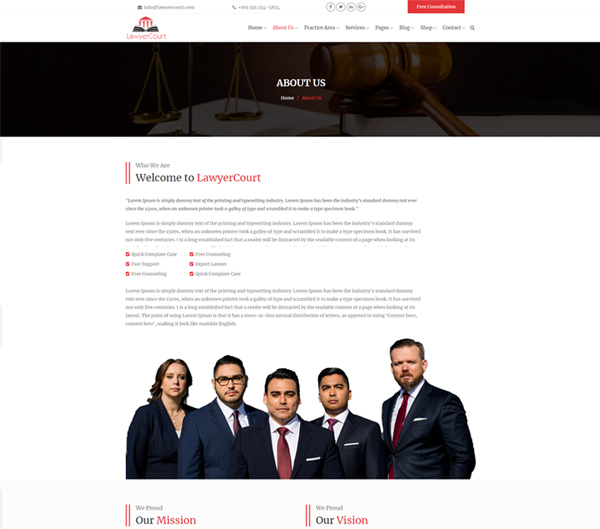 info@lawyercourt.com
+001 321 254-5874
Free Consultation
LawyerCourt
Home
About Us
Practice Area
Services
Pages
Blog
Shop
Contact
ABOUT US
Home / About Us
Who We Are
Welcome to LawyerCourt
"Lorem Ipsum is simply dummy text of the printing and typesetting industry. Lorem Ipsum has been the industry's standard dummy text ever
since the 1500s, when an unknown printer took a galley of type and scrambled it to make a type specimen book."
Lorem Ipsum is simply dummy text of the printing and typesetting industry. Lorem Ipsum has been the industry's standard dummy
text ever since the 1500s, when an unknown printer took a galley of type and scrambled it to make a type specimen book. It has survived
not only five centuries. t is a long established fact that a reader will be distracted by the readable content of a page when looking at its
Quick Complate Case
Free Counseling
Fast Support
Expert Lawyer
Free Counseling
Quick Complate Case
Lorem Ipsum is simply dummy text of the printing and typesetting industry. Lorem Ipsum has been the industry's standard dummy
text ever since the 1500s, when an unknown printer took a galley of type and scrambled it to make a type specimen book. It has survived
not only five centuries. t is a long established fact that a reader will be distracted by the readable content of a page when looking at its
layout. The point of using Lorem Ipsum is that it has a more-or-less normal distribution of letters, as opposed to using 'Content here,
content here', making it look like readable English.
We Proud
Our Mission
We Proud
Our Vision